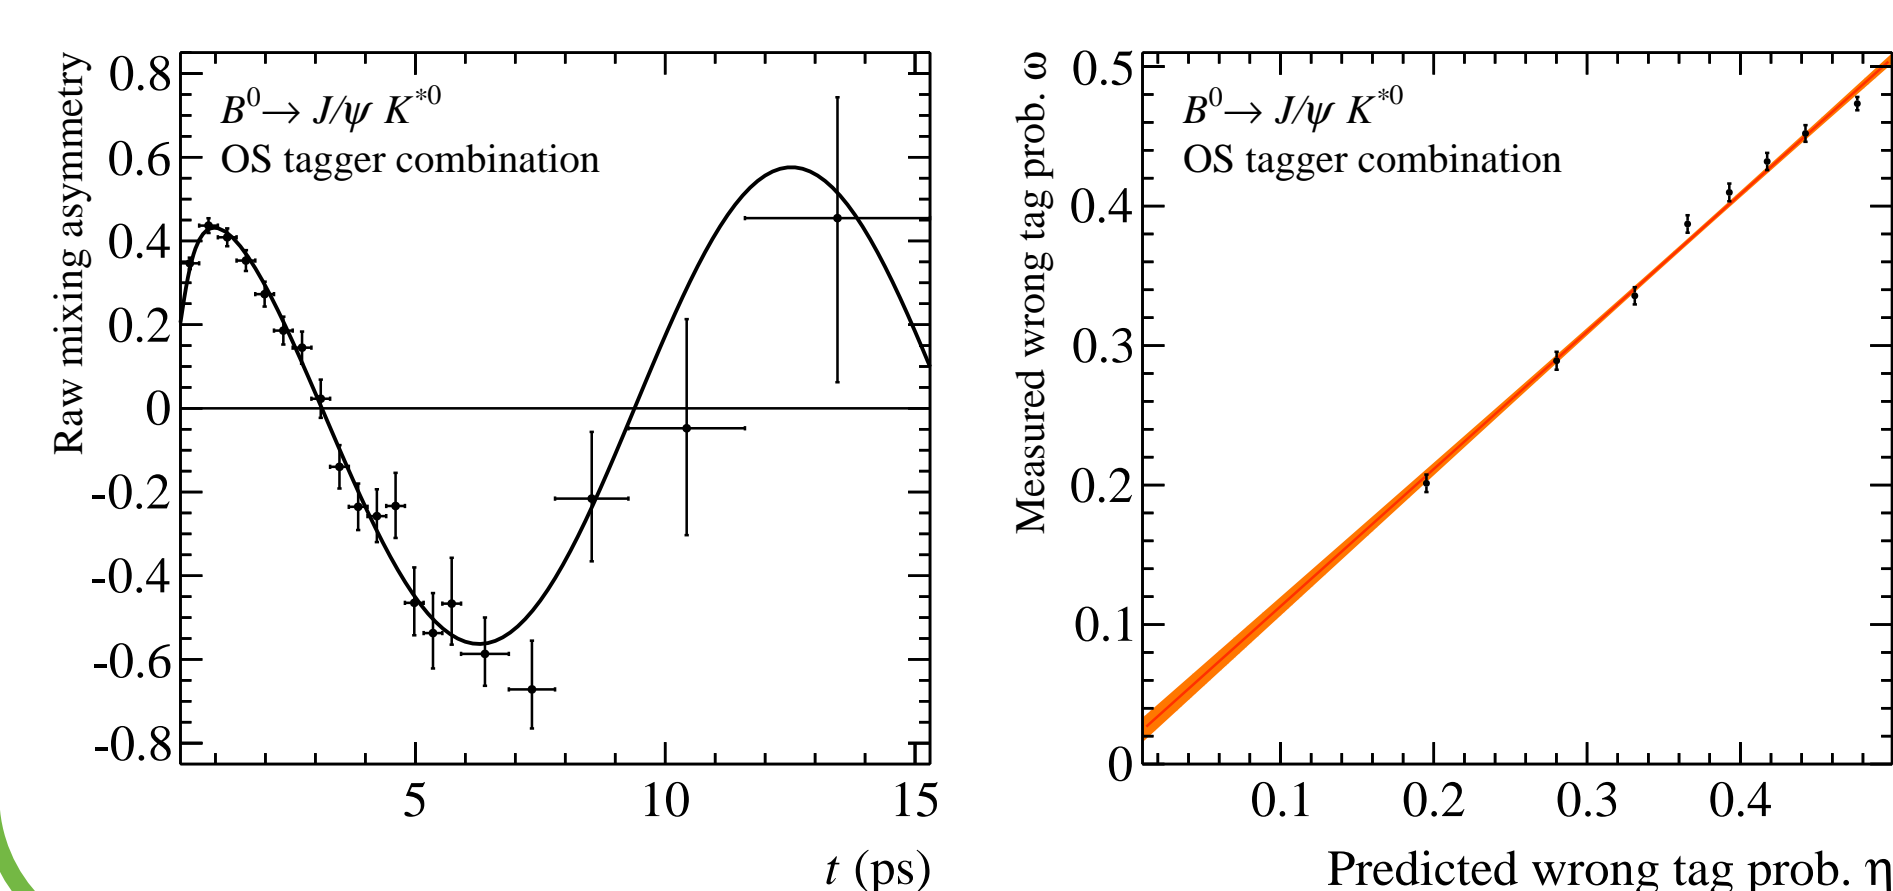 Raw mixing asymmetry
0.8
0.6
0.4
0.2
0
-0.2
-0.4
-0.6
-0.8
B⁰→ J/ψ K*⁰
OS tagger combination
5 10 15
t (ps)
Measured wrong tag prob. ω
0.5
0.4
0.3
0.2
0.1
0
B⁰→ J/ψ K*⁰
OS tagger combination
0.1 0.2 0.3 0.4
Predicted wrong tag prob. η